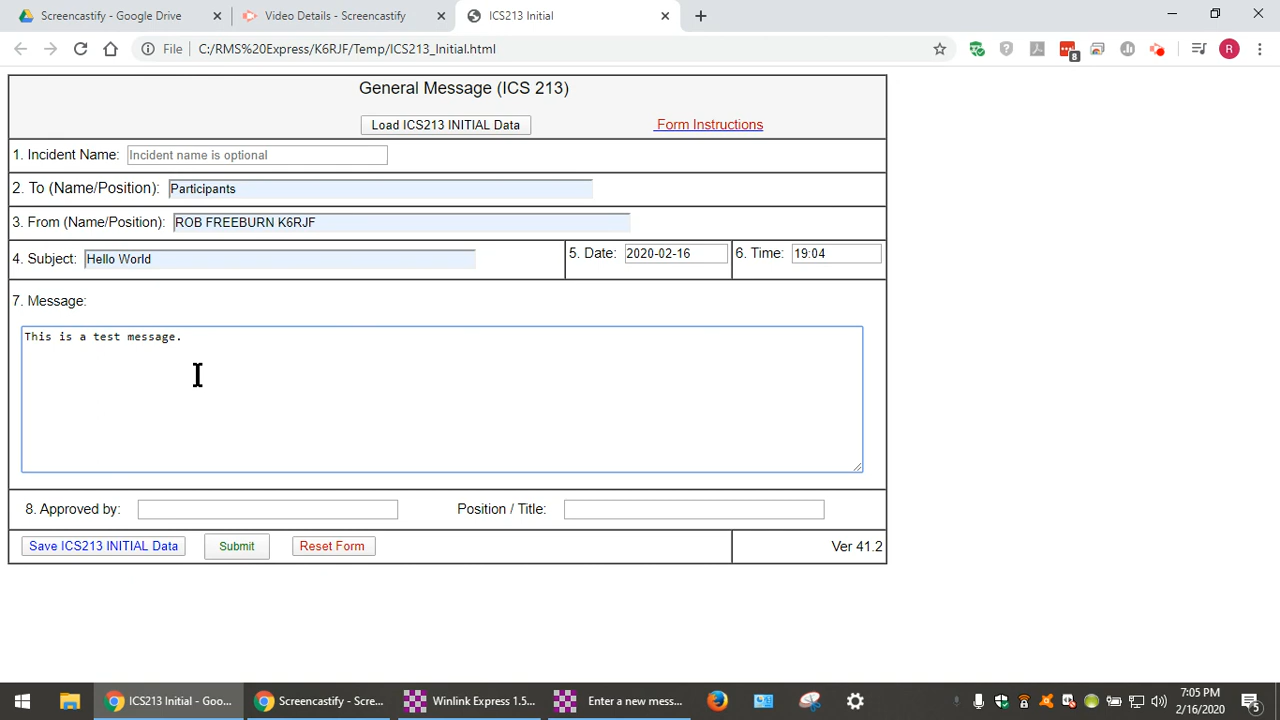 Screencastify - Google Drive
Video Details - Screencastify
ICS213 Initial
File C:/RMS%20Express/K6RJF/Temp/ICS213_Initial.html
8
R
General Message (ICS 213)
Load ICS213 INITIAL Data
Form Instructions
1. Incident Name: Incident name is optional
2. To (Name/Position): Participants
3. From (Name/Position): ROB FREEBURN K6RJF
4. Subject: Hello World
5. Date: 2020-02-16
6. Time: 19:04
7. Message:
This is a test message.
8. Approved by:
Position / Title:
Save ICS213 INITIAL Data
Submit
Reset Form
Ver 41.2
ICS213 Initial - Goo...
Screencastify - Scre...
Winlink Express 1.5...
Enter a new mess...
7:05 PM
2/16/2020
5